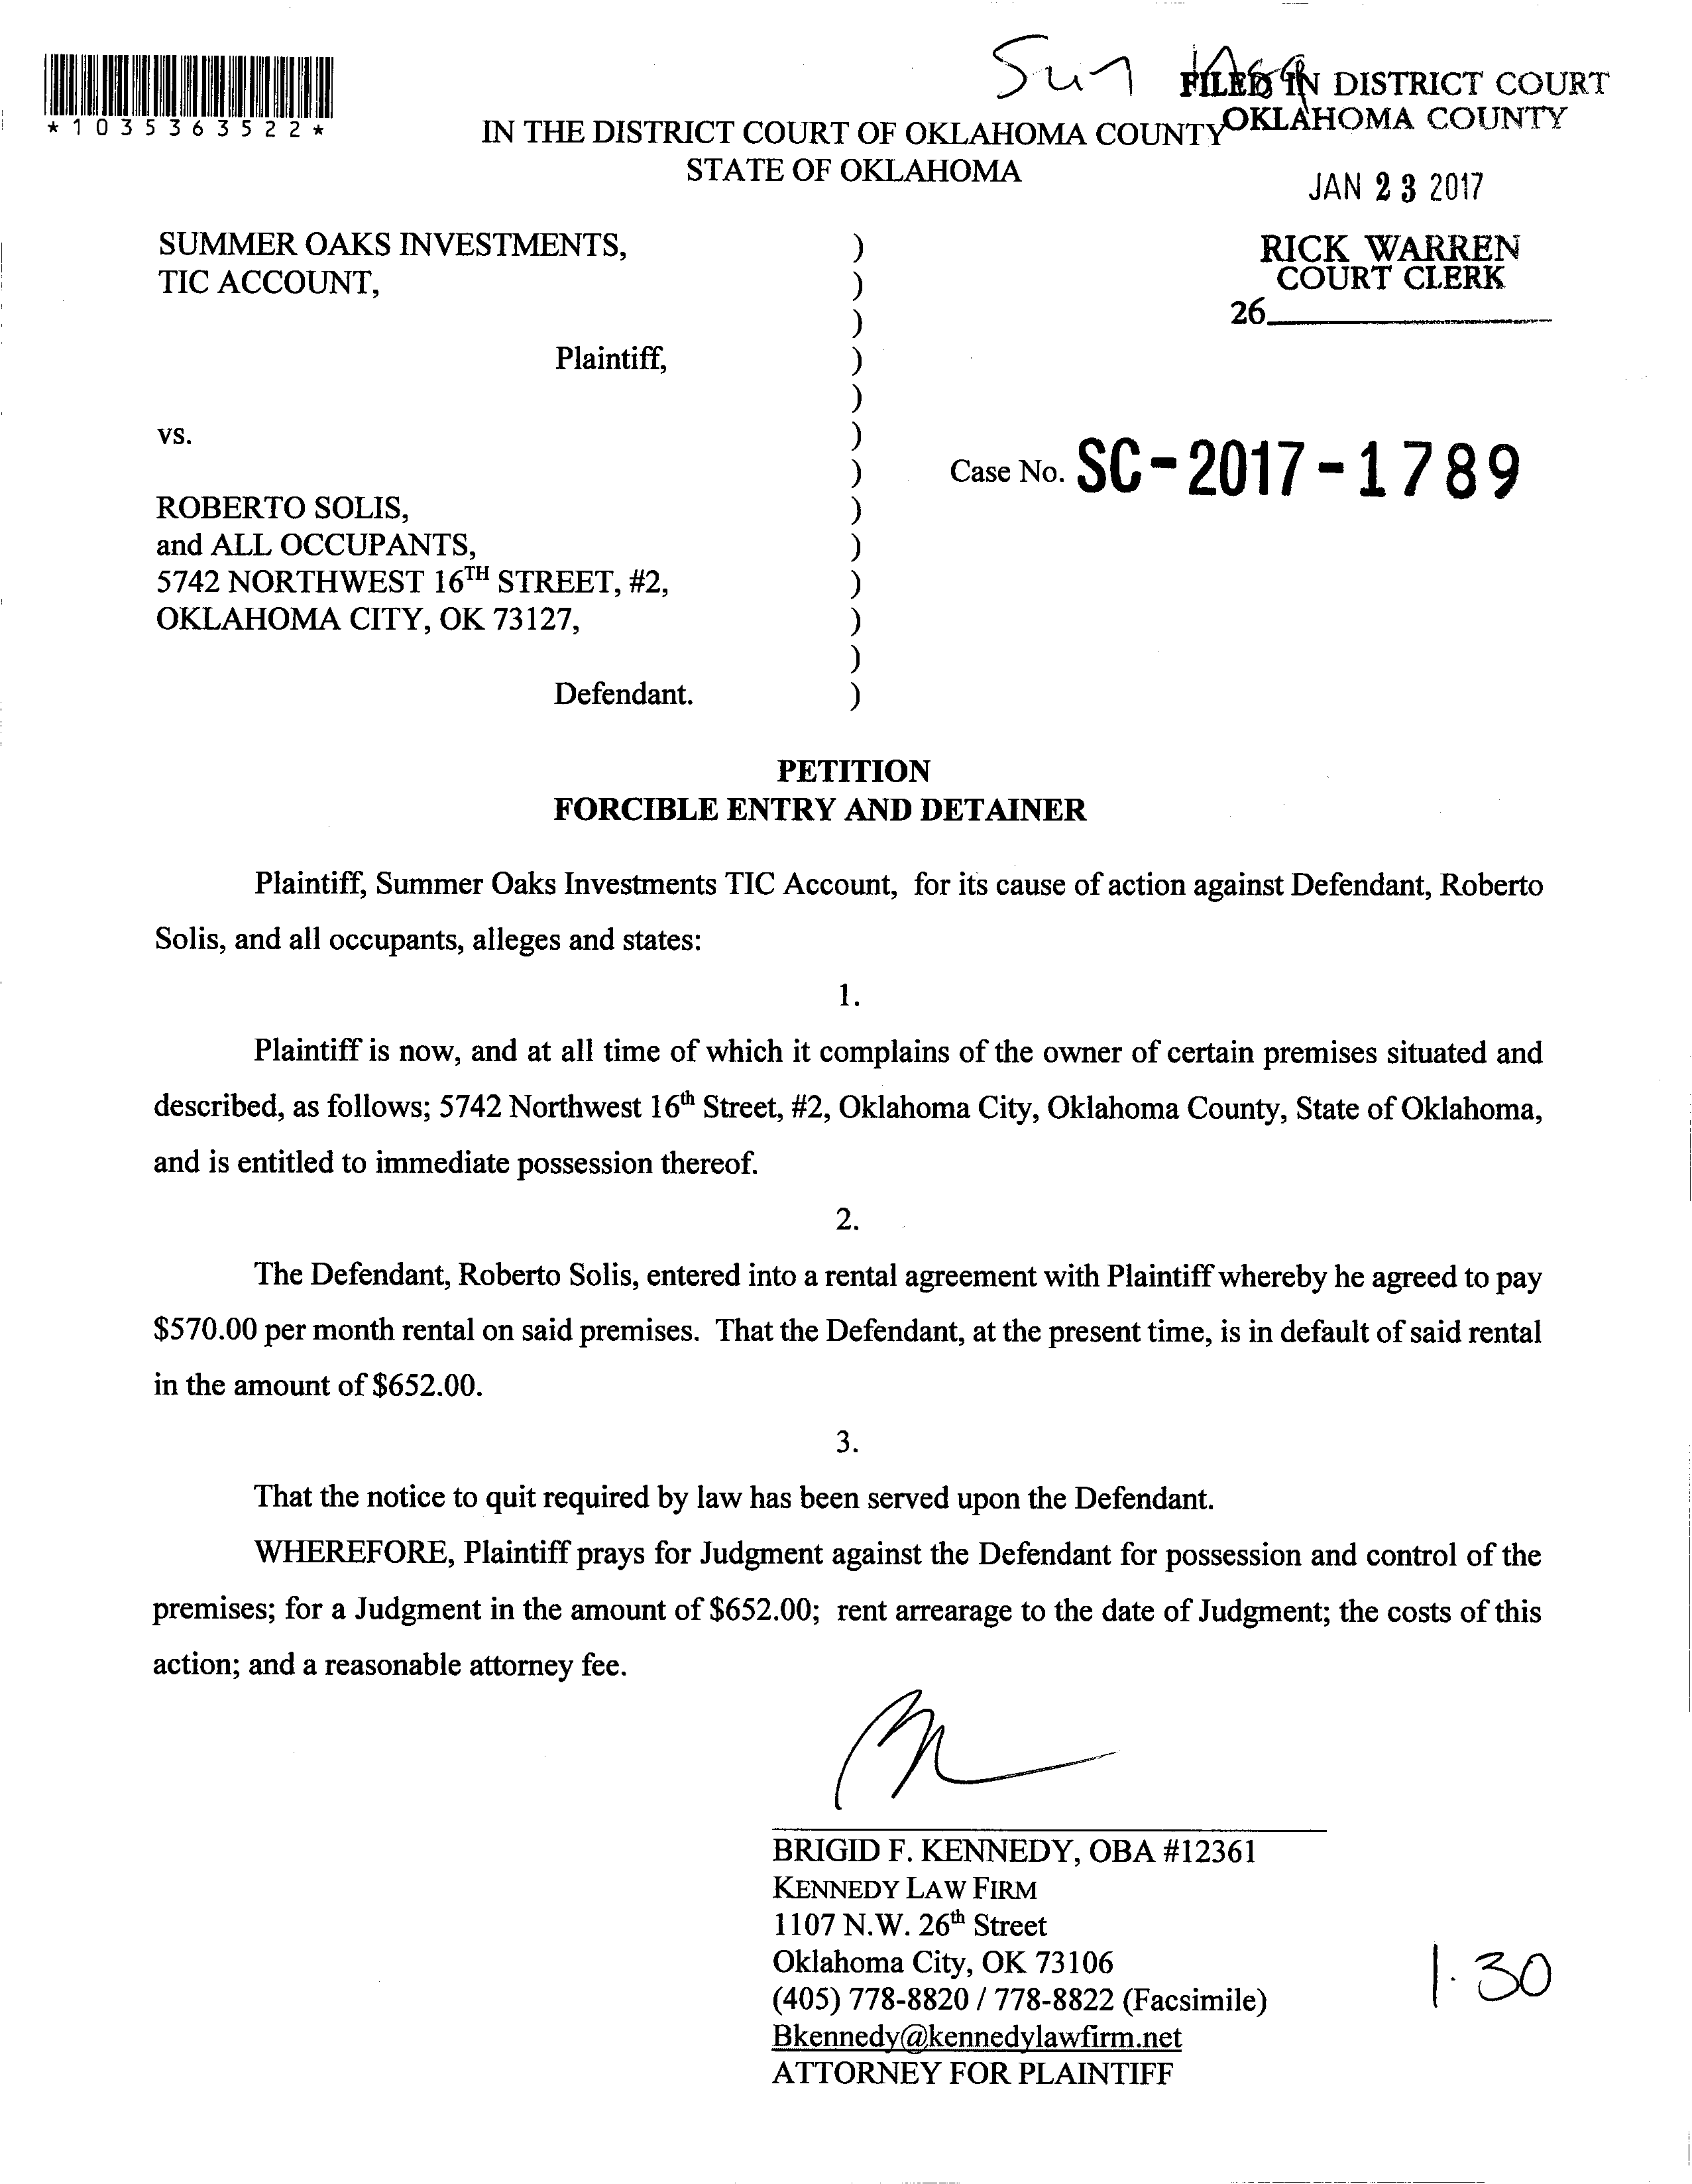 Sun
FILED IN DISTRICT COURT
OKLAHOMA COUNTY
*1035363522*
IN THE DISTRICT COURT OF OKLAHOMA COUNTY
STATE OF OKLAHOMA
JAN 23 2017
RICK WARREN
COURT CLERK
26
SUMMER OAKS INVESTMENTS, )
TIC ACCOUNT, )
)
Plaintiff, )
)
vs. )
) Case No. SC-2017-1789
ROBERTO SOLIS, )
and ALL OCCUPANTS, )
5742 NORTHWEST 16TH STREET, #2, )
OKLAHOMA CITY, OK 73127, )
)
Defendant. )
PETITION
FORCIBLE ENTRY AND DETAINER
Plaintiff, Summer Oaks Investments TIC Account, for its cause of action against Defendant, Roberto
Solis, and all occupants, alleges and states:
1.
Plaintiff is now, and at all time of which it complains of the owner of certain premises situated and
described, as follows; 5742 Northwest 16th Street, #2, Oklahoma City, Oklahoma County, State of Oklahoma,
and is entitled to immediate possession thereof.
2.
The Defendant, Roberto Solis, entered into a rental agreement with Plaintiff whereby he agreed to pay
$570.00 per month rental on said premises. That the Defendant, at the present time, is in default of said rental
in the amount of $652.00.
3.
That the notice to quit required by law has been served upon the Defendant.
WHEREFORE, Plaintiff prays for Judgment against the Defendant for possession and control of the
premises; for a Judgment in the amount of $652.00; rent arrearage to the date of Judgment; the costs of this
action; and a reasonable attorney fee.
BRIGID F. KENNEDY, OBA #12361
KENNEDY LAW FIRM
1107 N.W. 26th Street
Oklahoma City, OK 73106
(405) 778-8820 / 778-8822 (Facsimile)
Bkennedy@kennedylawfirm.net
ATTORNEY FOR PLAINTIFF
1.30